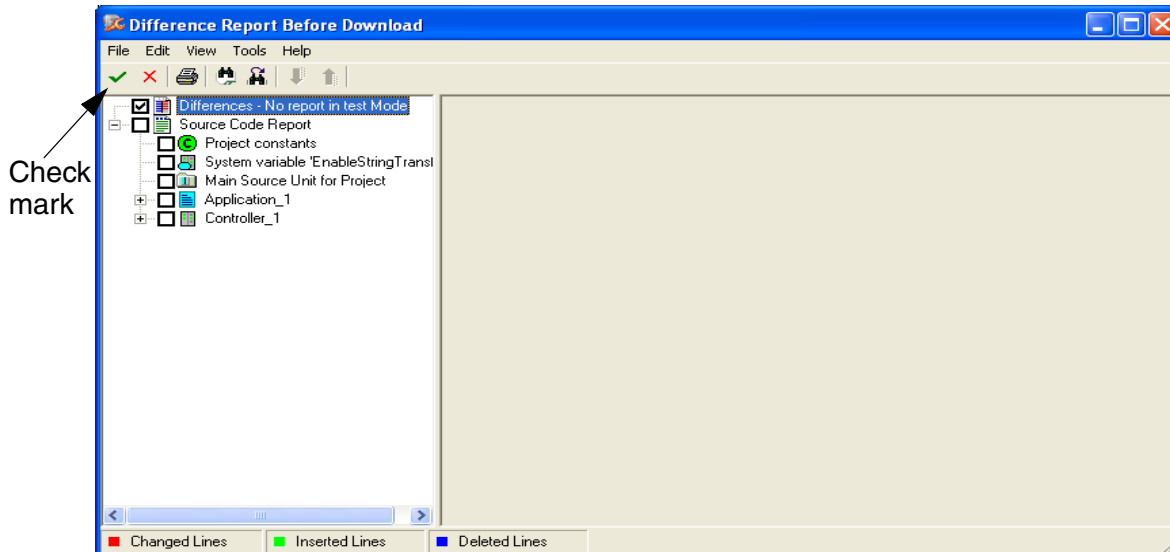 Difference Report Before Download
File Edit View Tools Help
Differences - No report in test Mode
Source Code Report
Project constants
System variable 'EnableStringTransl
Main Source Unit for Project
Application_1
Controller_1
Check
mark
Changed Lines Inserted Lines Deleted Lines